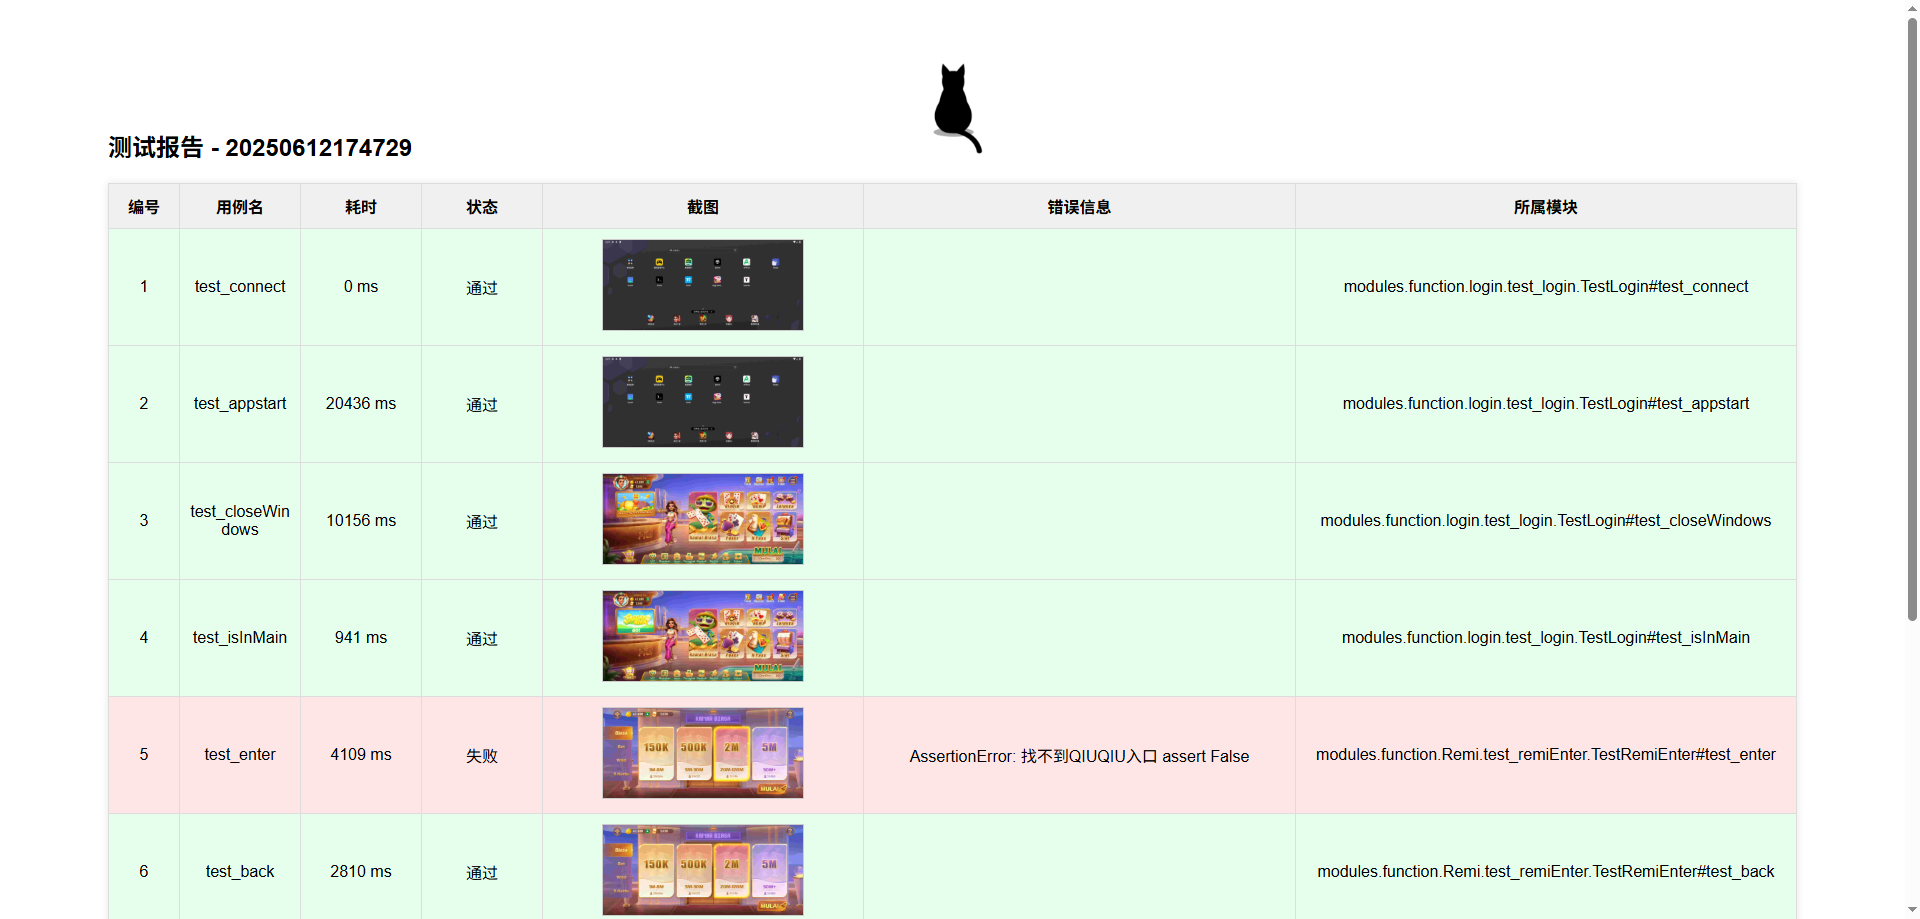 测试报告 - 20250612174729
编号 用例名 耗时 状态 截图 错误信息 所属模块
1 test_connect 0 ms 通过 modules.function.login.test_login.TestLogin#test_connect
2 test_appstart 20436 ms 通过 modules.function.login.test_login.TestLogin#test_appstart
3 test_closeWin
dows 10156 ms 通过 modules.function.login.test_login.TestLogin#test_closeWindows
MULAI
4 test_isInMain 941 ms 通过 modules.function.login.test_login.TestLogin#test_isInMain
MULAI
5 test_enter 4109 ms 失败 AssertionError: 找不到QIUQIU入口 assert False modules.function.Remi.test_remiEnter.TestRemiEnter#test_enter
150K 500K 2M 5M
MULAI
6 test_back 2810 ms 通过 modules.function.Remi.test_remiEnter.TestRemiEnter#test_back
150K 500K 2M 5M
MULAI